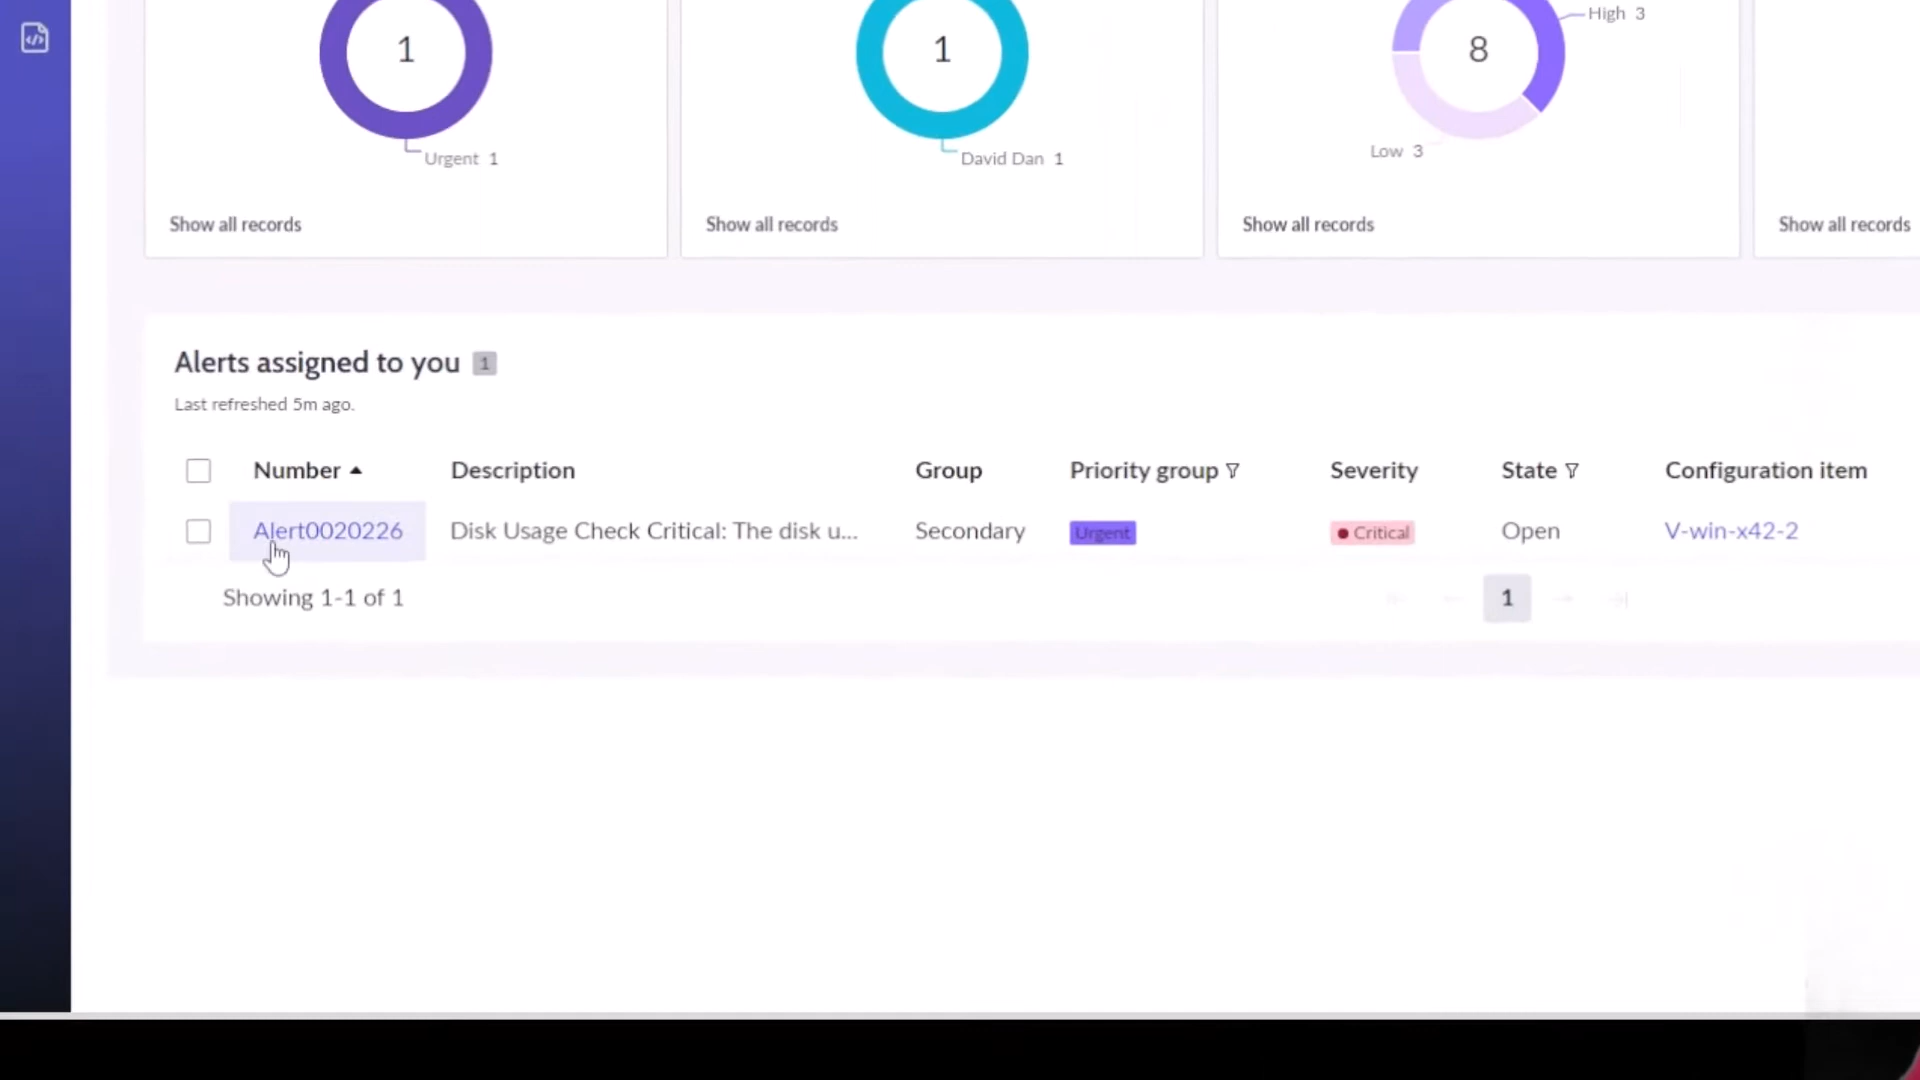 High 3
1
1
8
Low 3
Urgent 1
David Dan 1
Show all records
Show all records
Show all records
Show all records
Alerts assigned to you 1
Last refreshed 5m ago.
Number Description Group Priority group Severity State Configuration item
Alert0020226 Disk Usage Check Critical: The disk u... Secondary Urgent Critical Open V-win-x42-2
Showing 1-1 of 1
1